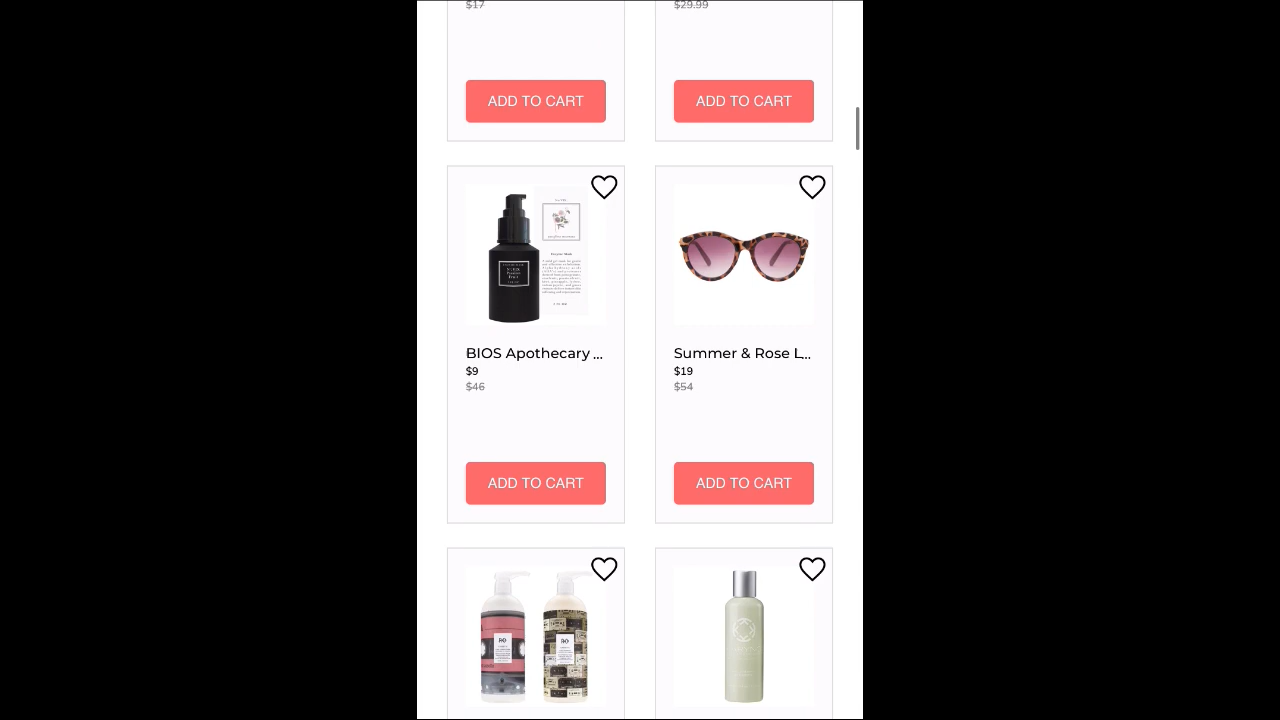 $17
$29.99
ADD TO CART
ADD TO CART
BIOS Apothecary ...
$9
$46
Summer & Rose L...
$19
$54
ADD TO CART
ADD TO CART